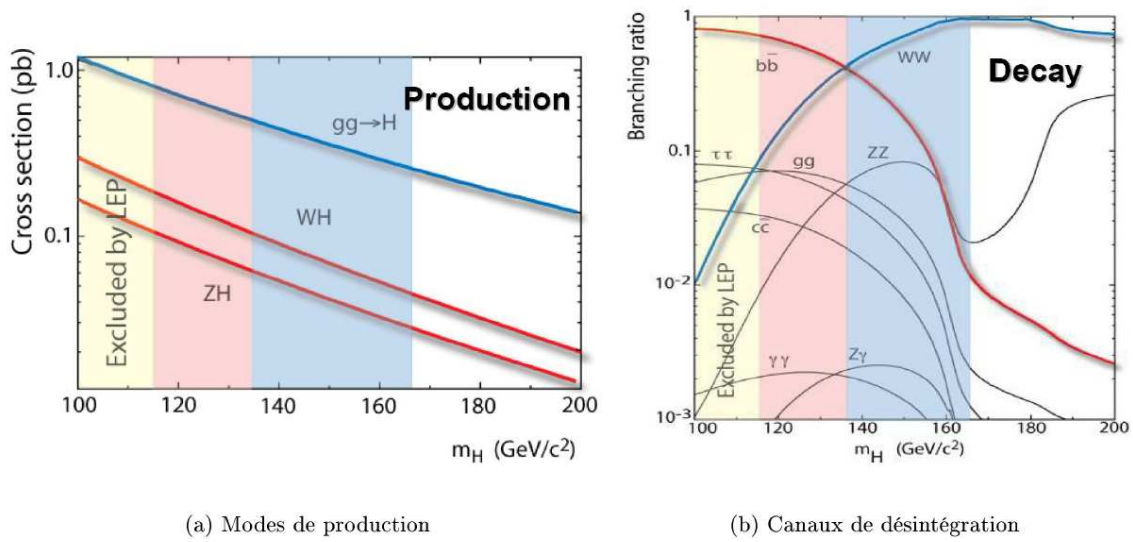 Cross section (pb)
1.0
0.1
Production
gg→H
WH
ZH
Excluded by LEP
100
120
140
160
180
200
m_H (GeV/c²)
(a) Modes de production
Branching ratio
1
0.1
10⁻²
10⁻³
Decay
bb̄
WW
ττ
gg
ZZ
cc̄
γγ
Zγ
Excluded by LEP
100
120
140
160
180
200
m_H (GeV/c²)
(b) Canaux de désintégration